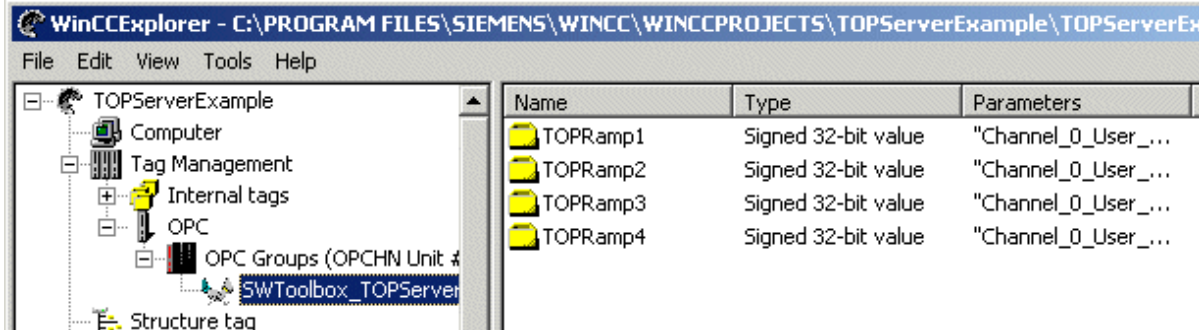 WinCCExplorer - C:\PROGRAM FILES\SIEMENS\WINCC\WINCCPROJECTS\TOPServerExample\TOPServerEx
File Edit View Tools Help
TOPServerExample
Computer
Tag Management
Internal tags
OPC
OPC Groups (OPCHN Unit #
SWToolbox_TOPServer
Structure tag
Name Type Parameters
TOPRamp1 Signed 32-bit value "Channel_0_User_...
TOPRamp2 Signed 32-bit value "Channel_0_User_...
TOPRamp3 Signed 32-bit value "Channel_0_User_...
TOPRamp4 Signed 32-bit value "Channel_0_User_...